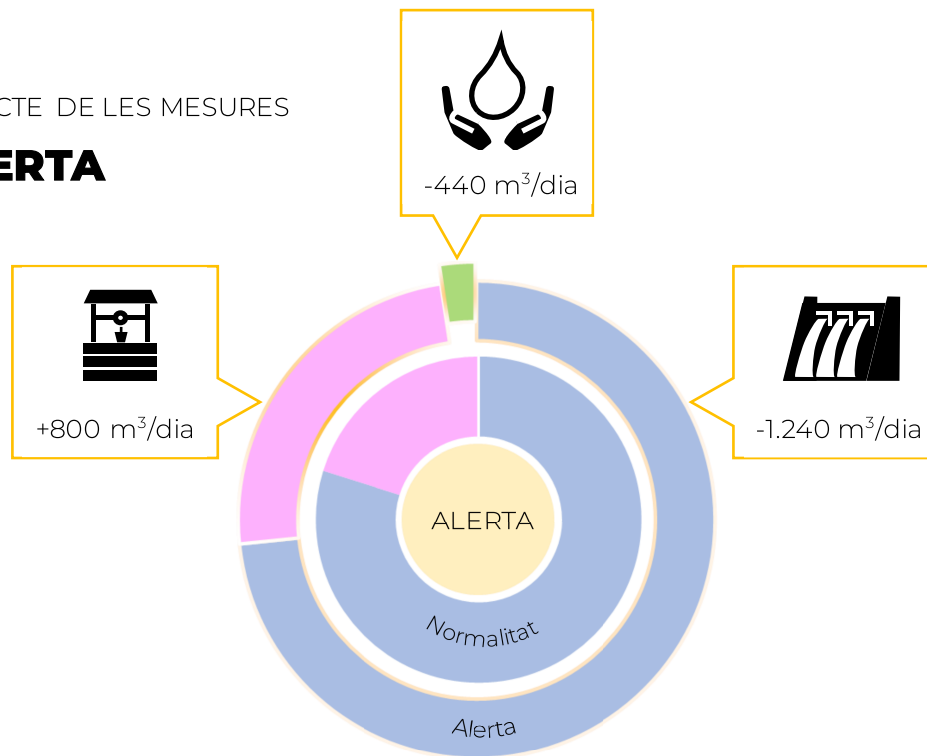 CTE DE LES MESURES
ERTA
-440 m³/dia
+800 m³/dia
-1.240 m³/dia
ALERTA
Normalitat
Alerta